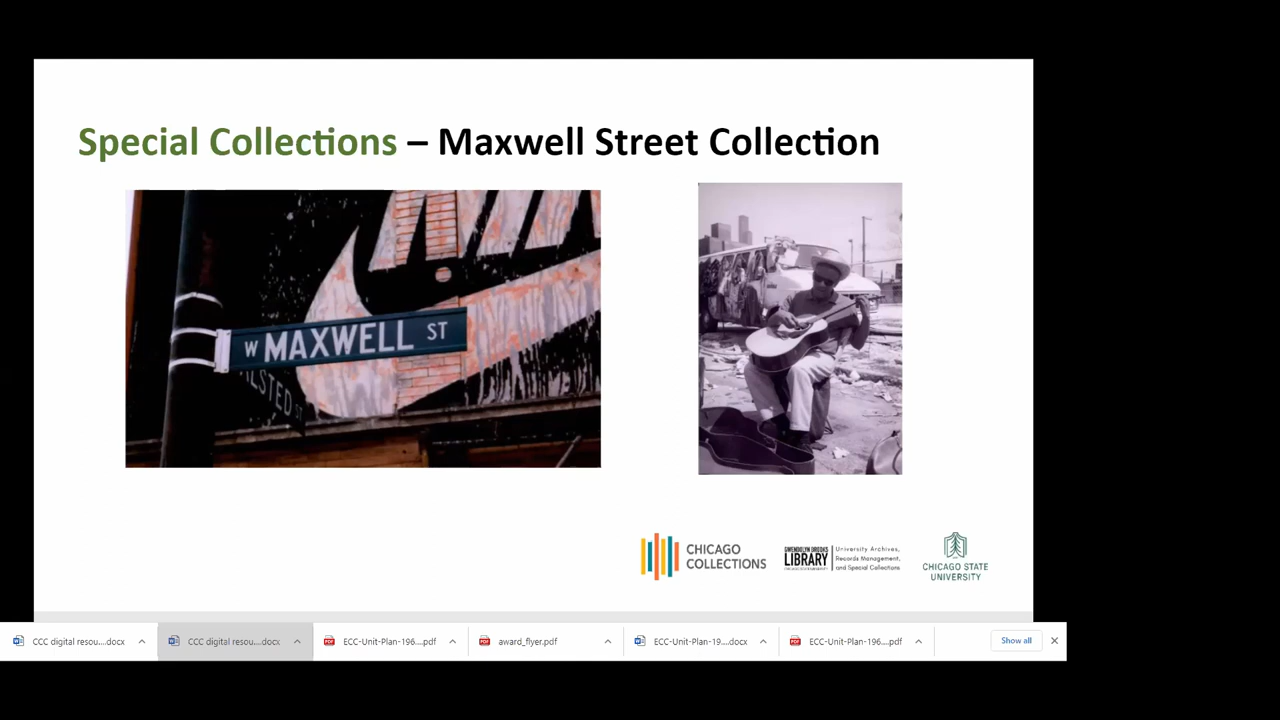 Special Collections – Maxwell Street Collection
W MAXWELL ST
LSTED ST
CHICAGO
COLLECTIONS
GWENDOLYN BROOKS
LIBRARY
University Archives,
Records Management,
and Special Collections
CHICAGO STATE
UNIVERSITY
CCC digital resou....docx
CCC digital resou....docx
ECC-Unit-Plan-196....pdf
award_flyer.pdf
ECC-Unit-Plan-19....docx
ECC-Unit-Plan-196....pdf
Show all